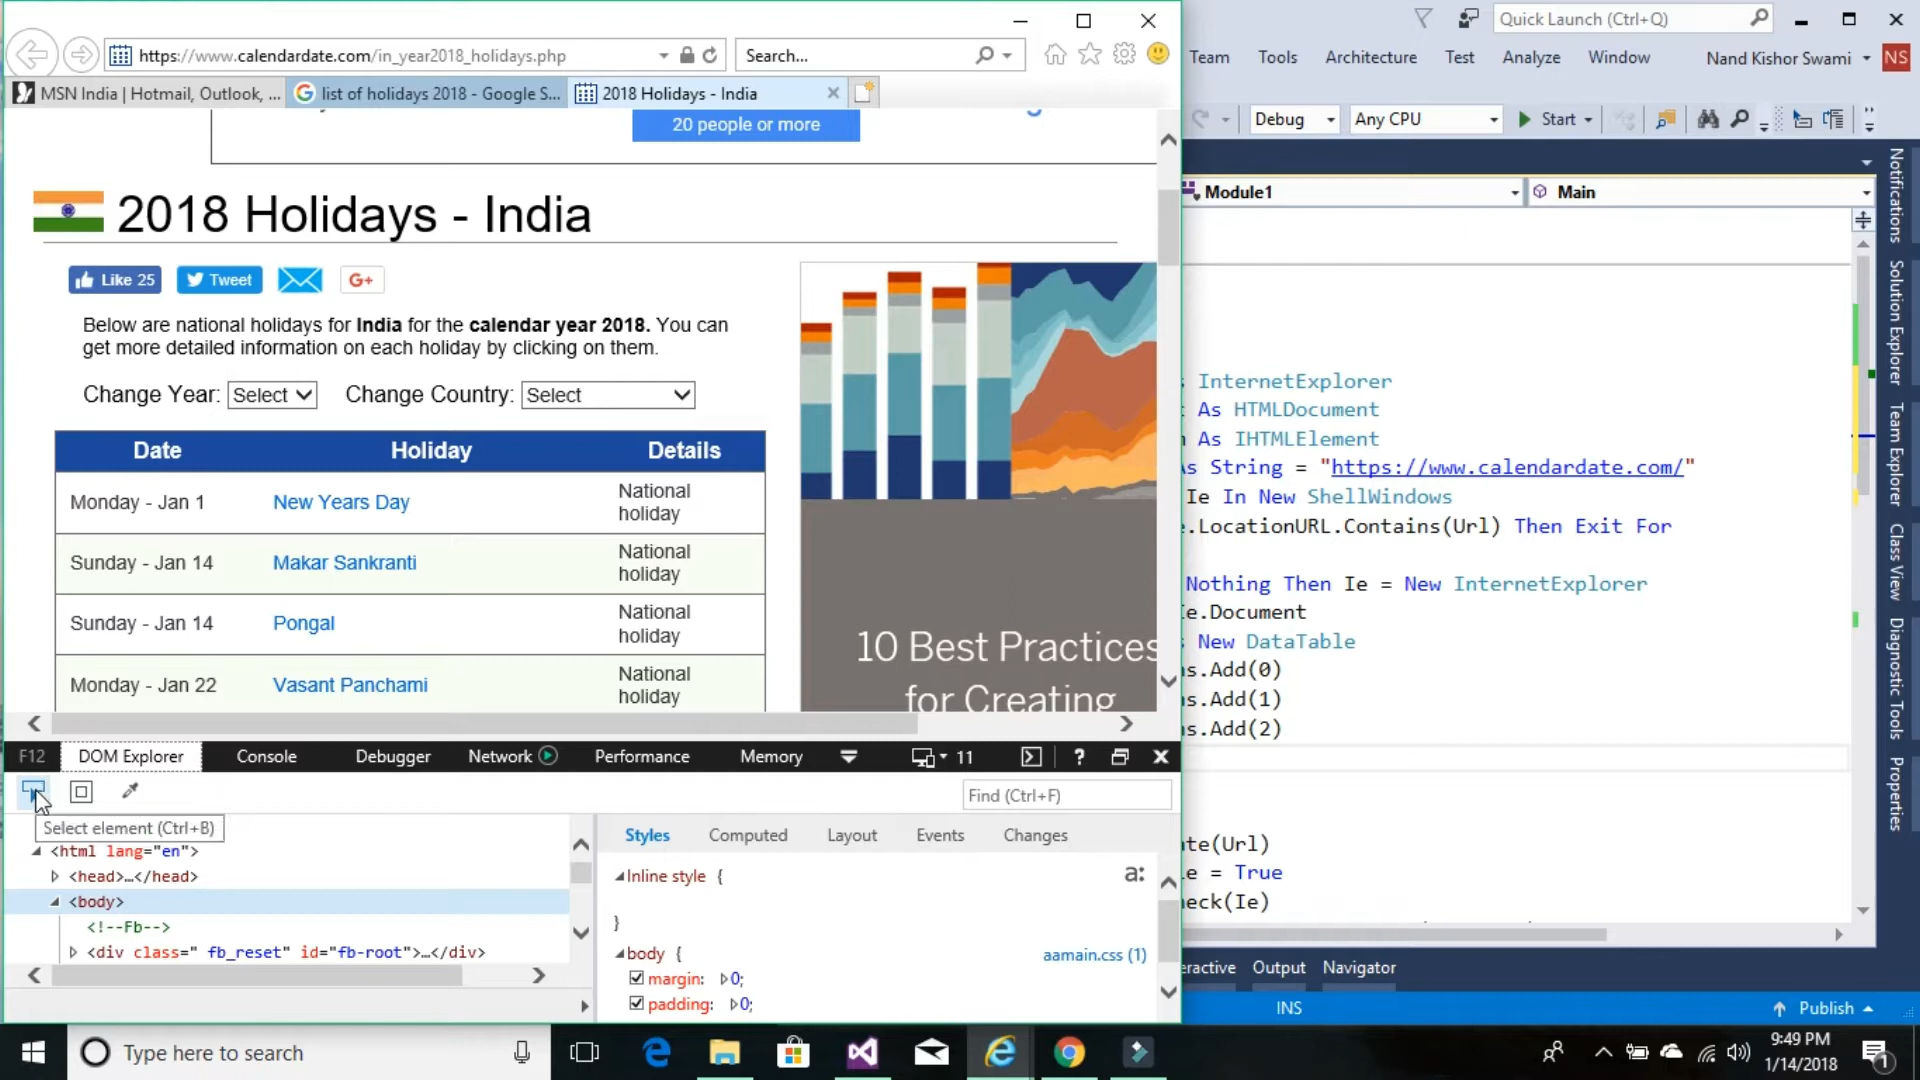 https://www.calendardate.com/in_year2018_holidays.php
Search...
MSN India | Hotmail, Outlook, ...
list of holidays 2018 - Google S...
2018 Holidays - India
20 people or more
2018 Holidays - India
Like 25
Tweet
G+
Below are national holidays for India for the calendar year 2018. You can
get more detailed information on each holiday by clicking on them.
Change Year: Select
Change Country: Select
Date Holiday Details
Monday - Jan 1 New Years Day National
holiday
Sunday - Jan 14 Makar Sankranti National
holiday
Sunday - Jan 14 Pongal National
holiday
Monday - Jan 22 Vasant Panchami National
holiday
10 Best Practices
for Creating
F12 DOM Explorer Console Debugger Network Performance Memory 11 ?
Find (Ctrl+F)
Select element (Ctrl+B)
<html lang="en">
<head>…</head>
<body>
<!--Fb-->
<div class=" fb_reset" id="fb-root">…</div>
Styles Computed Layout Events Changes
Inline style {
a:
}
body {
aamain.css (1)
margin: 0;
padding: 0;
Quick Launch (Ctrl+Q)
Team Tools Architecture Test Analyze Window
Nand Kishor Swami NS
Debug Any CPU Start
Module1 Main
InternetExplorer
As HTMLDocument
As IHTMLElement
As String = "https://www.calendardate.com/"
Ie In New ShellWindows
e.LocationURL.Contains(Url) Then Exit For
Nothing Then Ie = New InternetExplorer
e.Document
New DataTable
s.Add(0)
s.Add(1)
s.Add(2)
te(Url)
e = True
eck(Ie)
eractive Output Navigator
INS
Publish
Notifications
Solution Explorer
Team Explorer
Class View
Diagnostic Tools
Properties
Type here to search
9:49 PM
1/14/2018
1